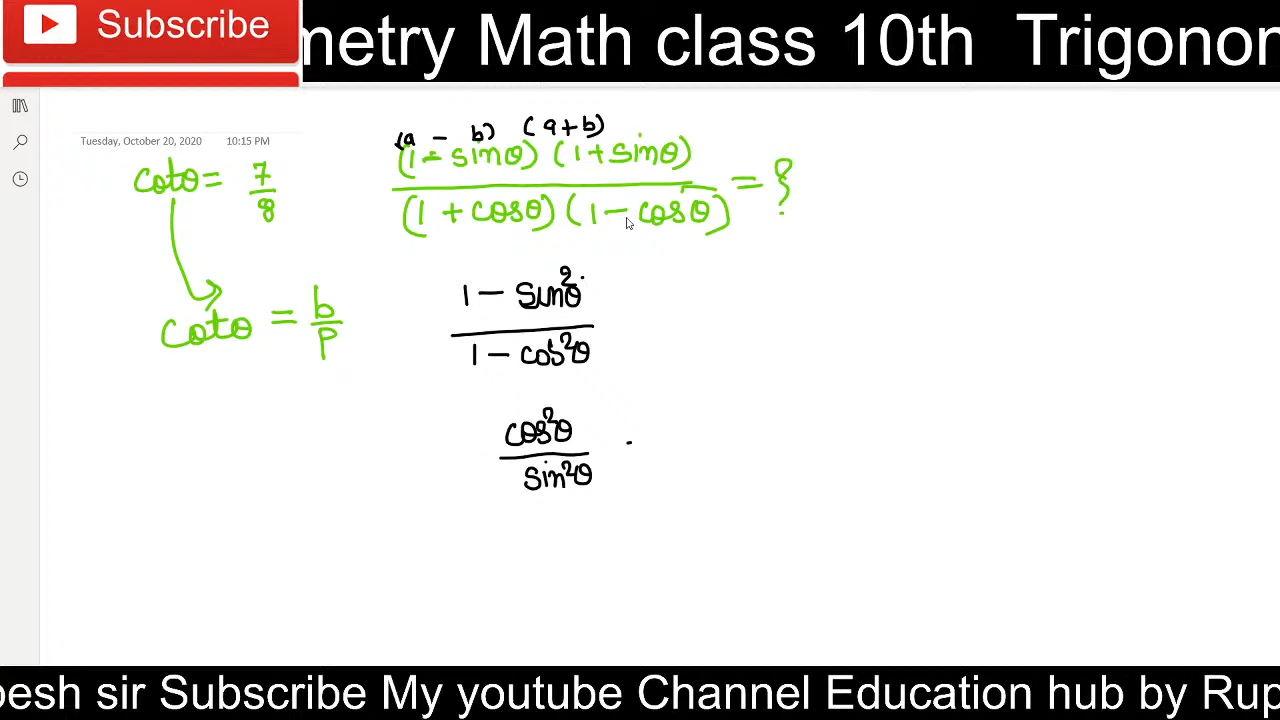 Subscribe
metry Math class 10th Trigonom
Tuesday, October 20, 2020 10:15 PM
cotθ = 7/8
(a - b) (a+b)
(1 - sinθ) (1 + sinθ) / (1 + cosθ) (1 - cosθ) = ?
cotθ = b/p
1 - sin²θ / 1 - cos²θ
cos²θ / sin²θ
pesh sir Subscribe My youtube Channel Education hub by Rup